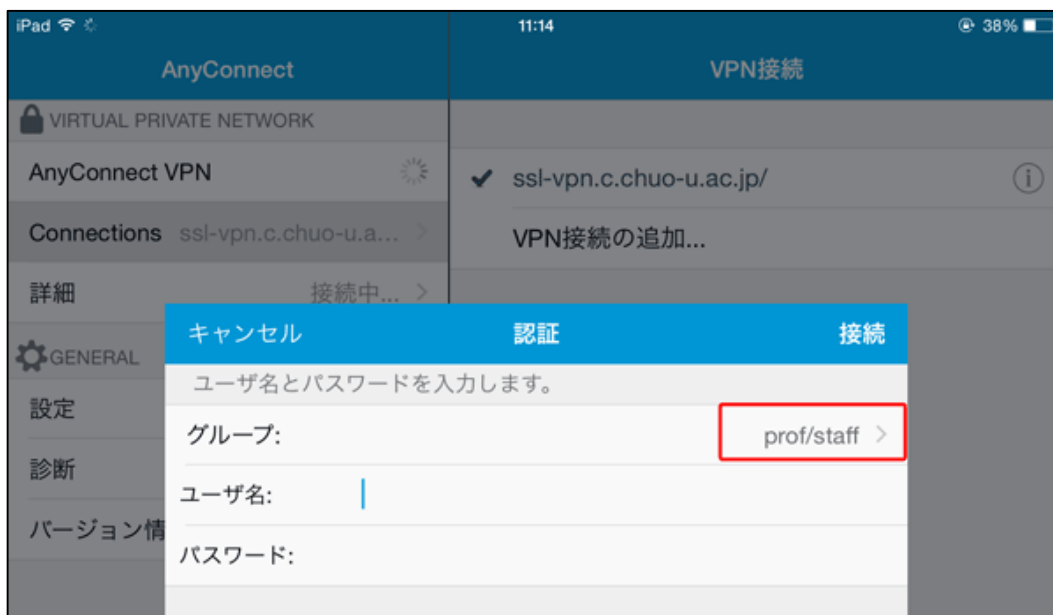 iPad 11:14 38%
AnyConnect
VPN接続
VIRTUAL PRIVATE NETWORK
AnyConnect VPN
ssl-vpn.c.chuo-u.ac.jp/
Connections ssl-vpn.c.chuo-u.a...
VPN接続の追加...
詳細 接続中...
キャンセル 認証 接続
GENERAL
ユーザ名とパスワードを入力します。
設定
グループ: prof/staff
診断
ユーザ名:
バージョン情
パスワード: